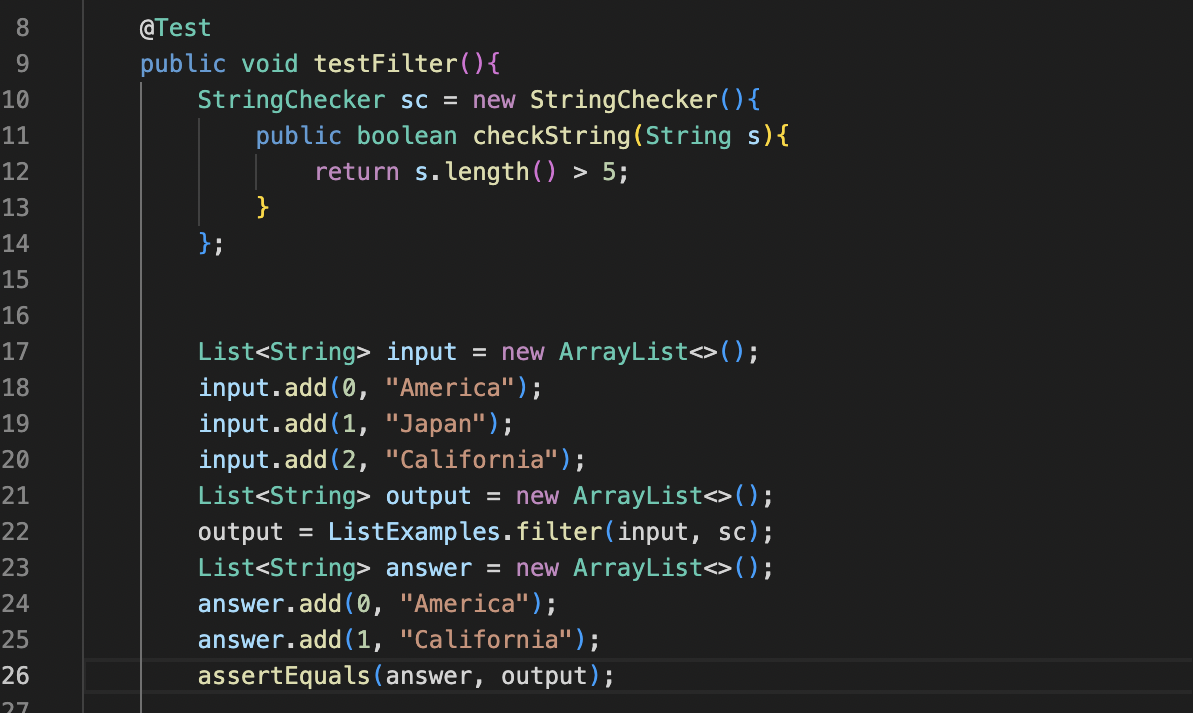 8 @Test
9 public void testFilter(){
10 StringChecker sc = new StringChecker(){
11 public boolean checkString(String s){
12 return s.length() > 5;
13 }
14 };
15
16
17 List<String> input = new ArrayList<>();
18 input.add(0, "America");
19 input.add(1, "Japan");
20 input.add(2, "California");
21 List<String> output = new ArrayList<>();
22 output = ListExamples.filter(input, sc);
23 List<String> answer = new ArrayList<>();
24 answer.add(0, "America");
25 answer.add(1, "California");
26 assertEquals(answer, output);
27